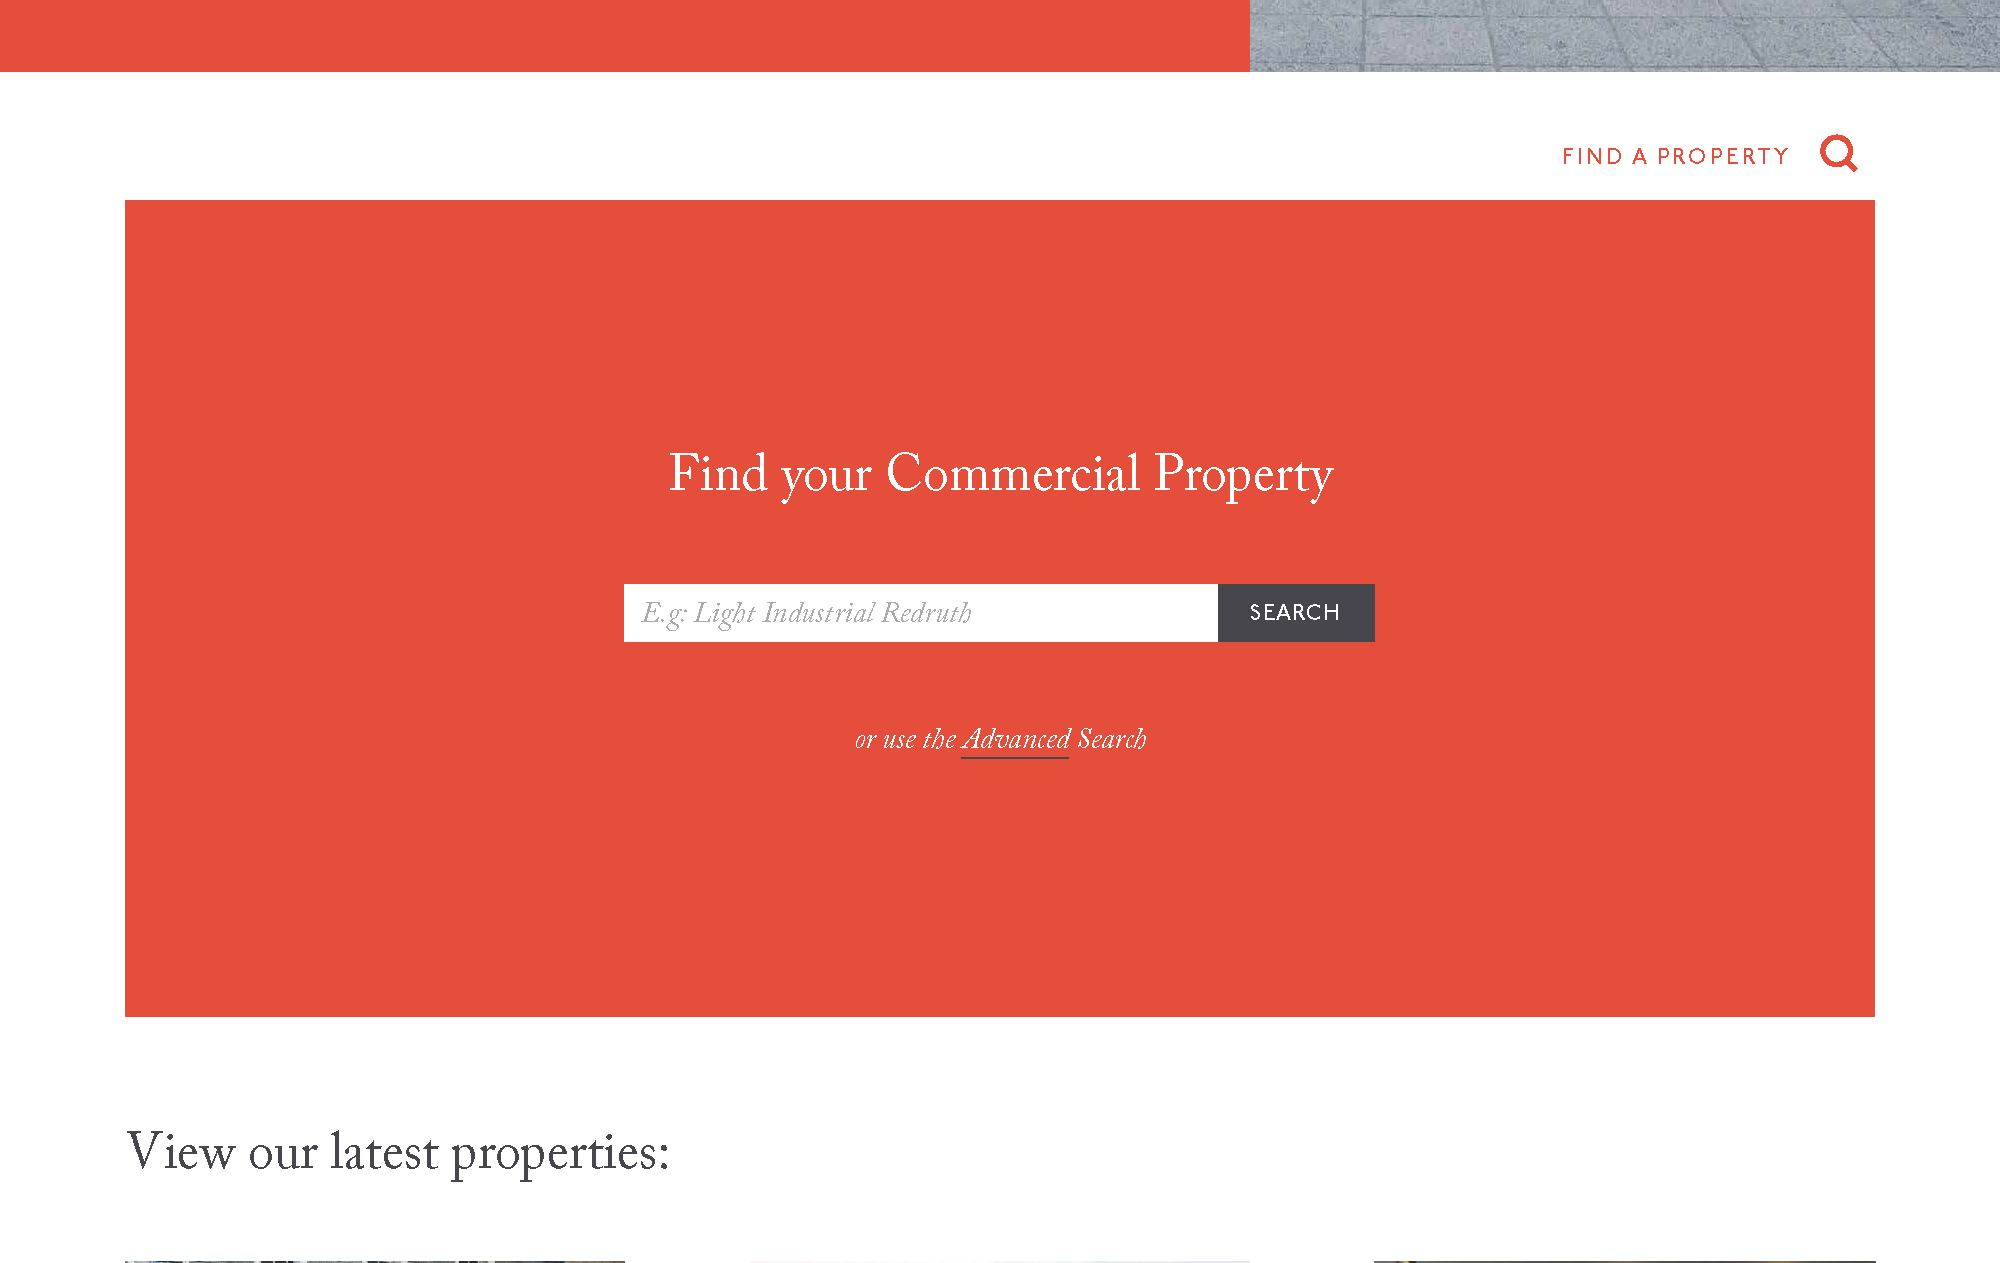 FIND A PROPERTY
Find your Commercial Property
E.g: Light Industrial Redruth
SEARCH
or use the Advanced Search
View our latest properties: